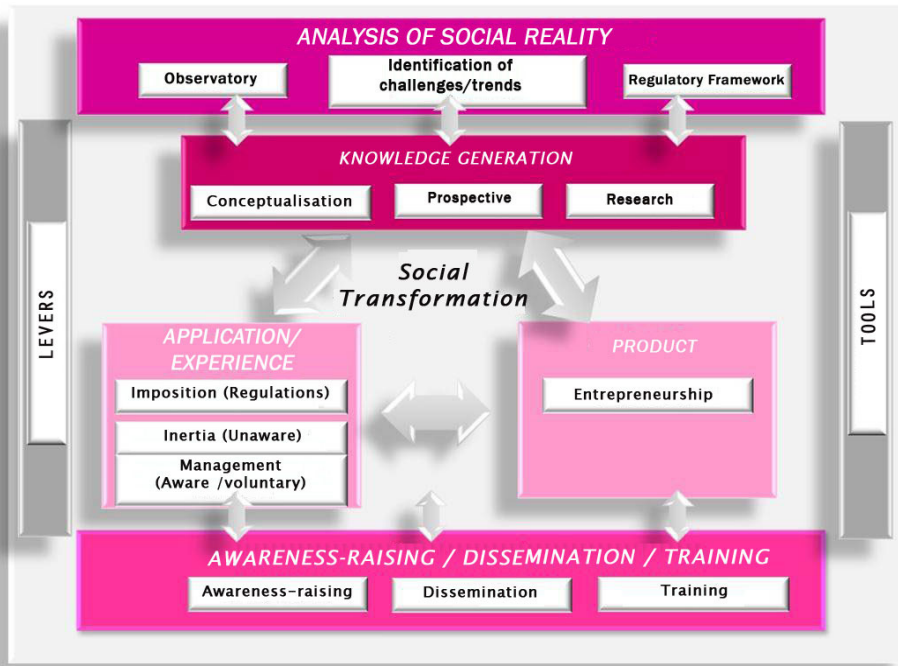 ANALYSIS OF SOCIAL REALITY
Observatory
Identification of
challenges/trends
Regulatory Framework
KNOWLEDGE GENERATION
Conceptualisation
Prospective
Research
LEVERS
Social
Transformation
TOOLS
APPLICATION/
EXPERIENCE
Imposition (Regulations)
Inertia (Unaware)
Management
(Aware /voluntary)
PRODUCT
Entrepreneurship
AWARENESS-RAISING / DISSEMINATION / TRAINING
Awareness-raising
Dissemination
Training